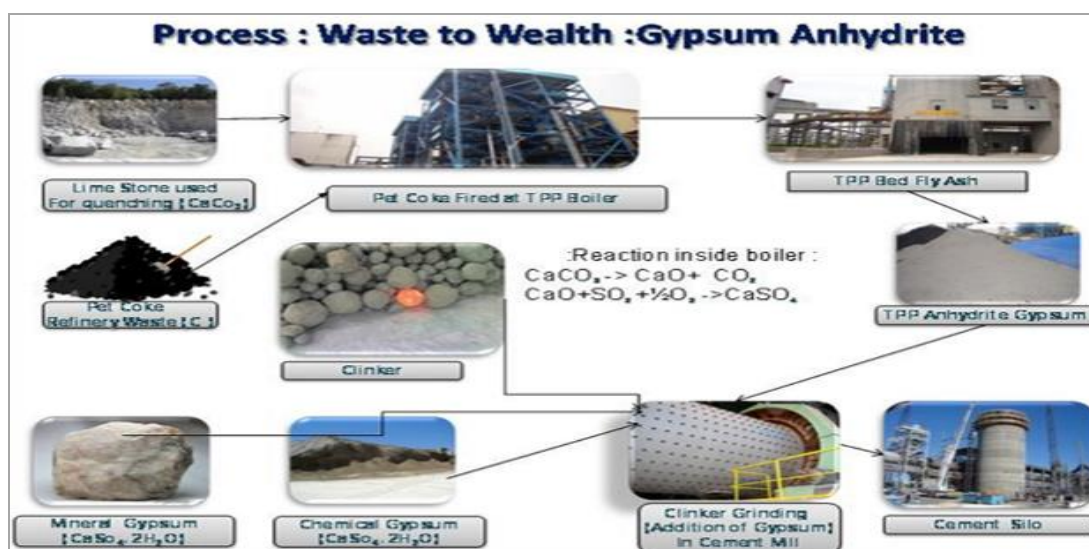 Process : Waste to Wealth :Gypsum Anhydrite
Lime Stone used
For quenching [CaCo₃]
Pet Coke Fired at TPP Boiler
TPP Bed Fly Ash
Pet Coke
Refinery Waste [C]
:Reaction inside boiler :
CaCO₃-> CaO+ CO₂
CaO+SO₂+½O₂->CaSO₄
Clinker
TPP Anhydrite Gypsum
Mineral Gypsum
[CaSo₄.2H₂O]
Chemical Gypsum
[CaSo₄.2H₂O]
Clinker Grinding
[Addition of Gypsum]
In Cement Mill
Cement Silo